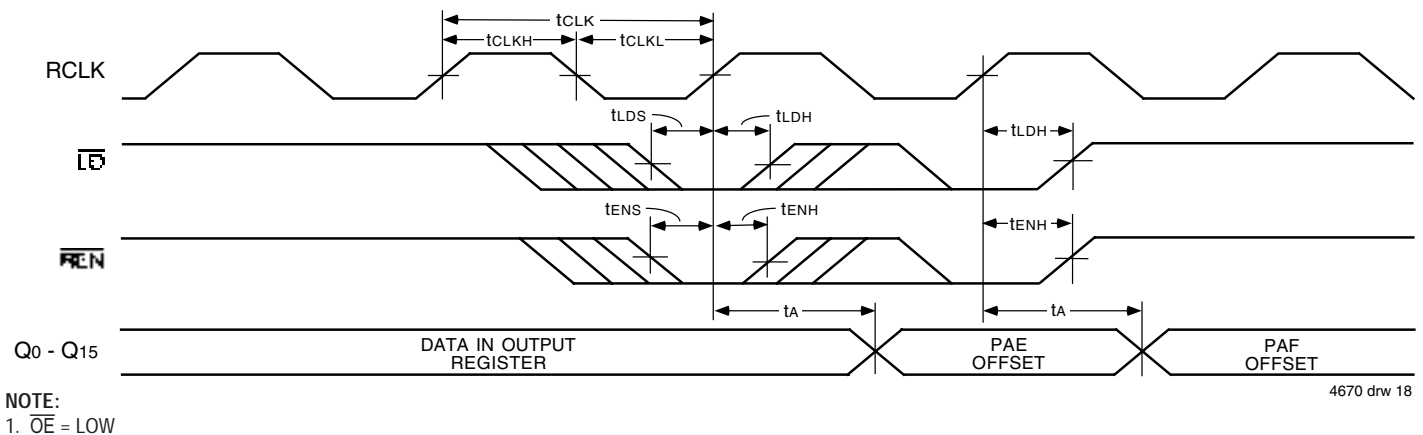 tCLK
tCLKH tCLKL
RCLK
tLDS tLDH tLDH
LD
tENS tENH tENH
REN
tA tA
Q0 - Q15 DATA IN OUTPUT REGISTER PAE OFFSET PAF OFFSET
4670 drw 18
NOTE:
1. OE = LOW